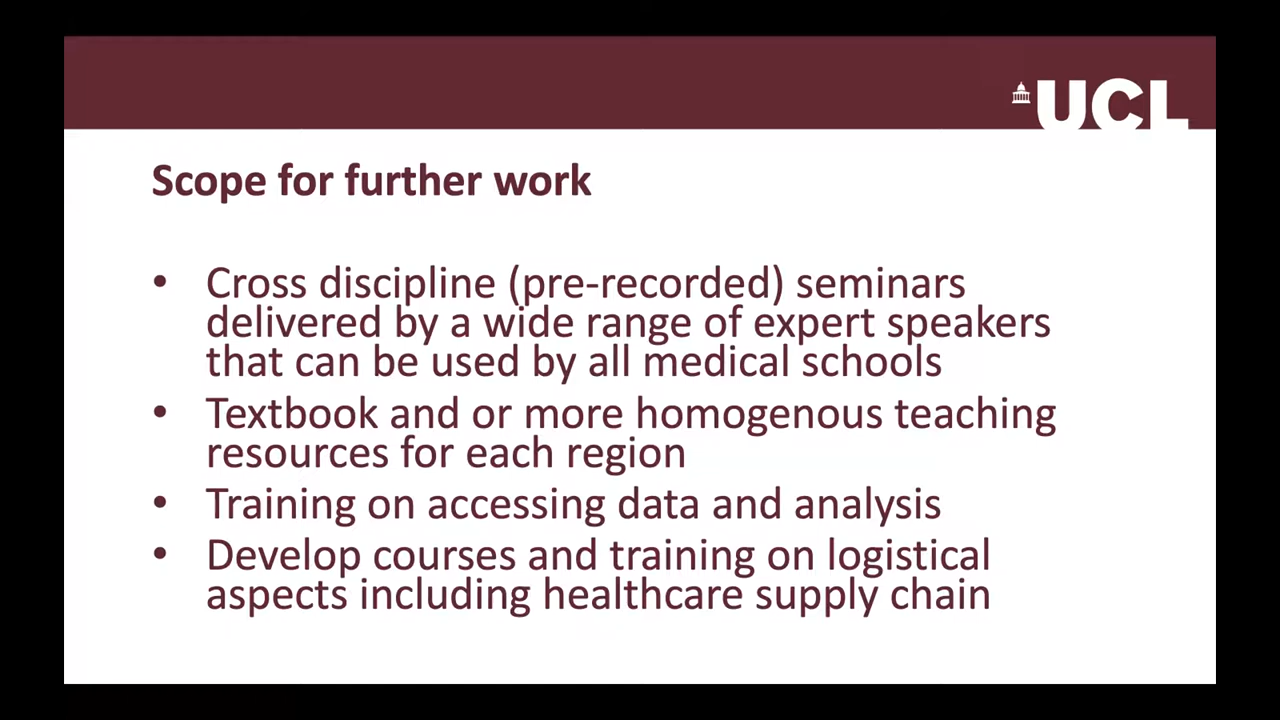 UCL
Scope for further work
• Cross discipline (pre-recorded) seminars
delivered by a wide range of expert speakers
that can be used by all medical schools
• Textbook and or more homogenous teaching
resources for each region
• Training on accessing data and analysis
• Develop courses and training on logistical
aspects including healthcare supply chain